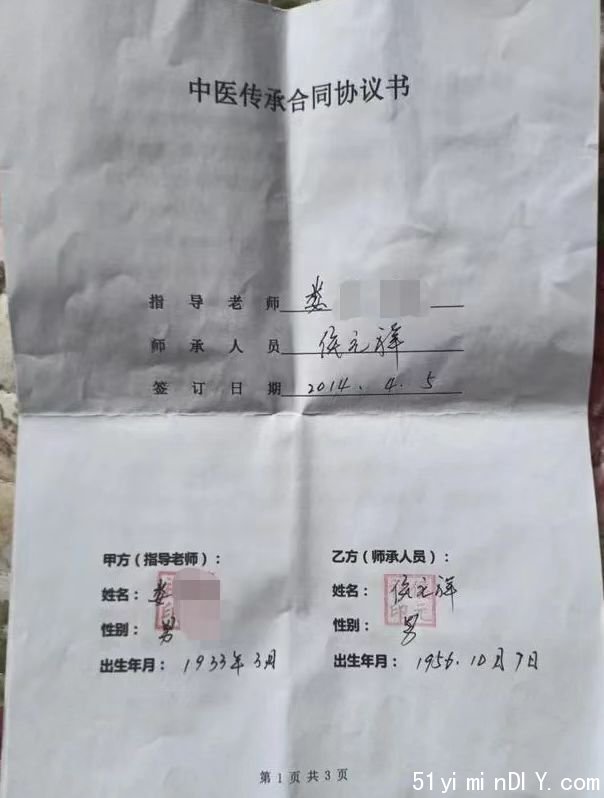 中医传承合同协议书
指导老师 娄
师承人员 侯元祥
签订日期 2014.4.5
甲方（指导老师）：
姓名：娄
性别：男
出生年月：1933年3月
乙方（师承人员）：
姓名：侯元祥
性别：男
出生年月：1956.10月7日
第1页共3页
51yiminDIY.com